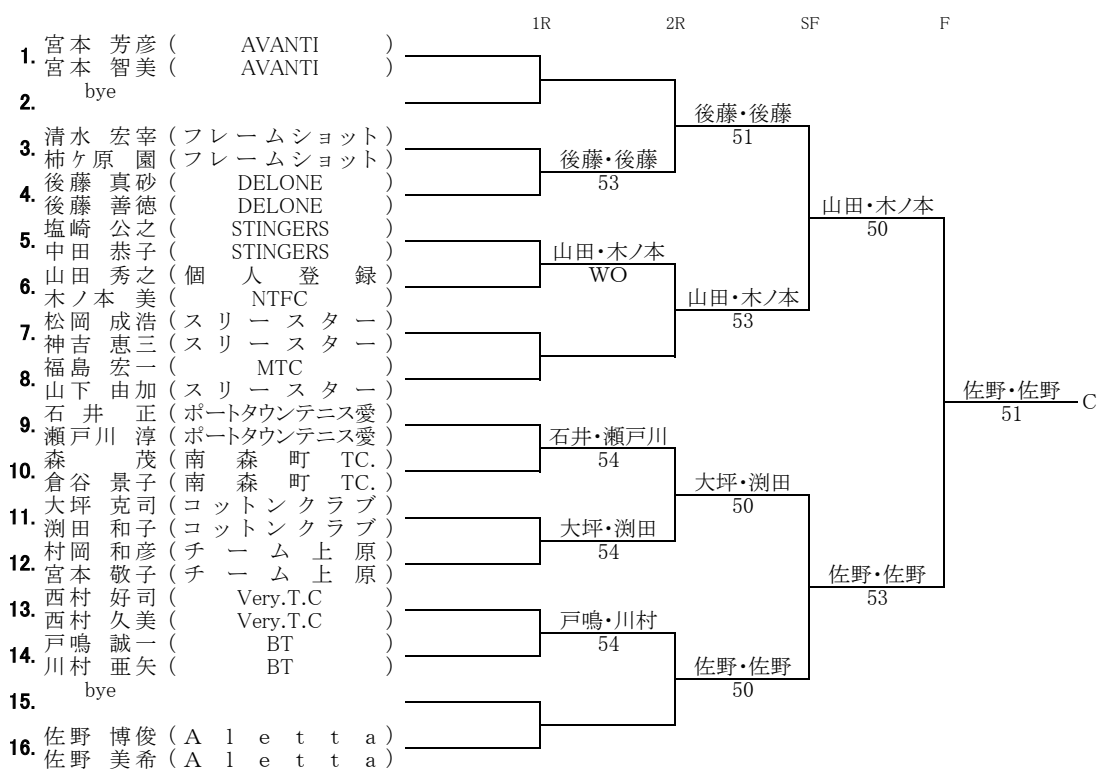 1R 2R SF F
1. 宮本 芳彦 ( AVANTI )
宮本 智美 ( AVANTI )
2. bye
後藤・後藤
51
3. 清水 宏幸 ( フレームショット )
柿ケ原 園 ( フレームショット )
後藤・後藤
53
4. 後藤 真砂 ( DELONE )
後藤 善徳 ( DELONE )
山田・木ノ本
50
5. 塩崎 公之 ( STINGERS )
中田 恭子 ( STINGERS )
山田・木ノ本
WO
6. 山田 秀之 ( 個人登録 )
木ノ本 美 ( NTFC )
山田・木ノ本
53
7. 松岡 成浩 ( スリースター )
神吉 恵三 ( スリースター )
8. 福島 宏一 ( MTC )
山下 由加 ( スリースター )
佐野・佐野 C
51
9. 石井 正 ( ポートタウンテニス愛 )
瀬戸川 淳 ( ポートタウンテニス愛 )
石井・瀬戸川
54
10. 森 茂 ( 南森町TC. )
倉谷 景子 ( 南森町TC. )
大坪・渕田
50
11. 大坪 克司 ( コットンクラブ )
渕田 和子 ( コットンクラブ )
大坪・渕田
54
12. 村岡 和彦 ( チーム上原 )
宮本 敬子 ( チーム上原 )
佐野・佐野
53
13. 西村 好司 ( Very.T.C )
西村 久美 ( Very.T.C )
戸鳴・川村
54
14. 戸鳴 誠一 ( BT )
川村 亜矢 ( BT )
佐野・佐野
50
15. bye
16. 佐野 博俊 ( Aletta )
佐野 美希 ( Aletta )